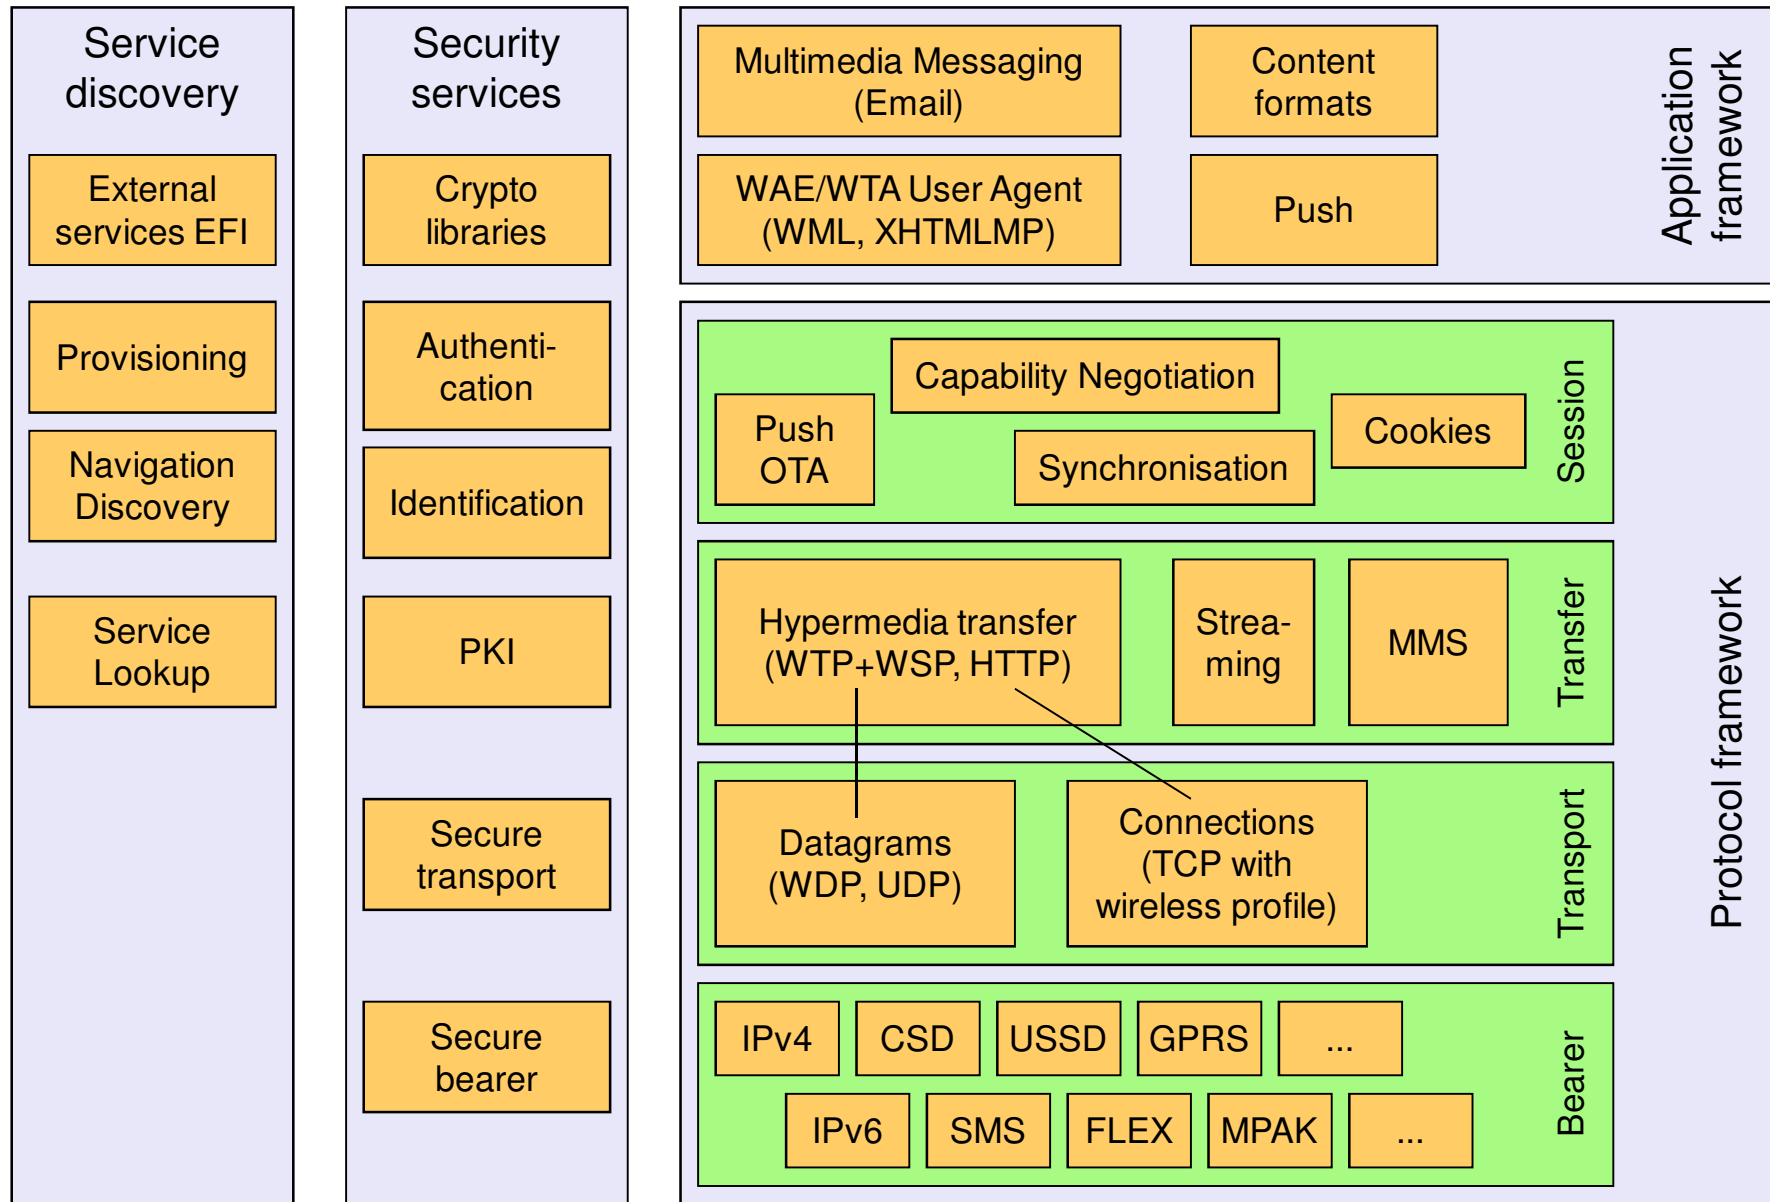 Service
discovery
External
services EFI
Provisioning
Navigation
Discovery
Service
Lookup
Security
services
Crypto
libraries
Authenti-
cation
Identification
PKI
Secure
transport
Secure
bearer
Multimedia Messaging
(Email)
Content
formats
WAE/WTA User Agent
(WML, XHTMLMP)
Push
Application
framework
Capability Negotiation
Push
OTA
Synchronisation
Cookies
Session
Hypermedia transfer
(WTP+WSP, HTTP)
Strea-
ming
MMS
Transfer
Datagrams
(WDP, UDP)
Connections
(TCP with
wireless profile)
Transport
IPv4 CSD USSD GPRS ...
IPv6 SMS FLEX MPAK ...
Bearer
Protocol framework